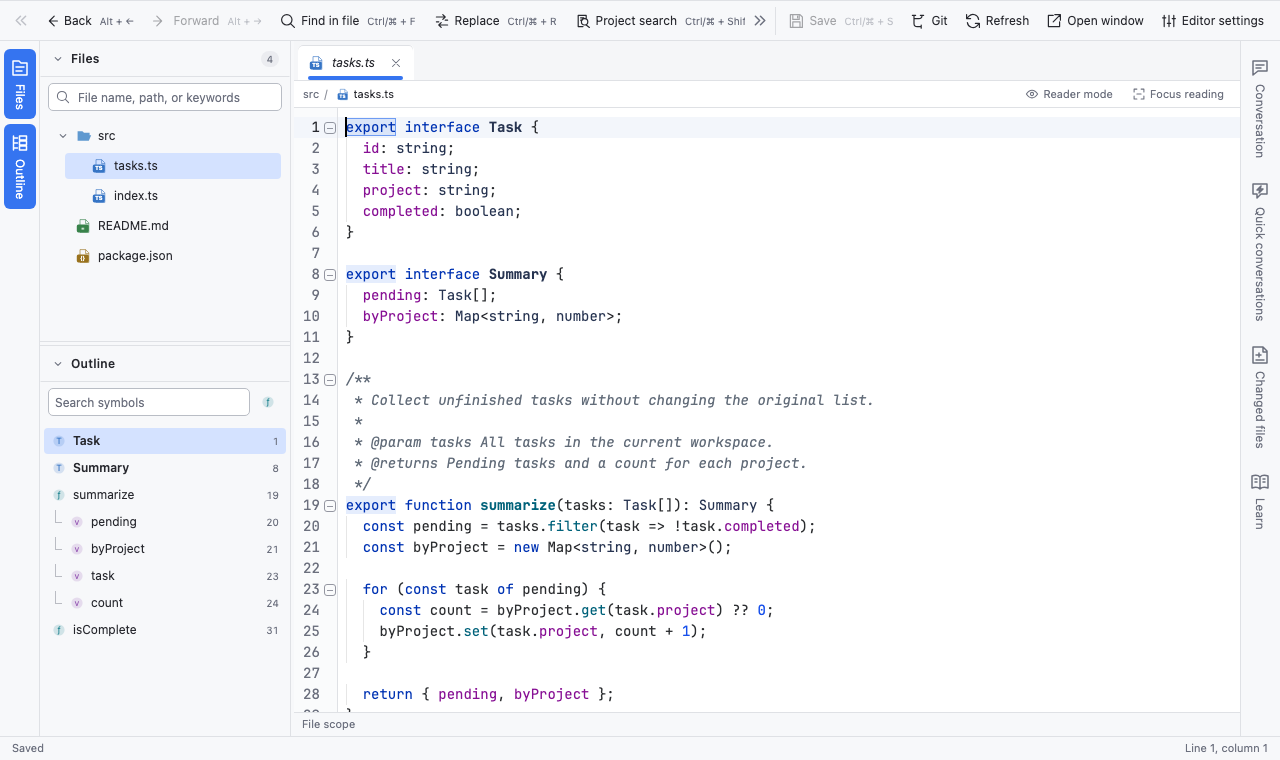 Back Alt + ← Forward Alt + → Find in file Ctrl/⌘ + F Replace Ctrl/⌘ + R Project search Ctrl/⌘ + Shif Save Ctrl/⌘ + S Git Refresh Open window Editor settings
Files
Outline
Files 4
File name, path, or keywords
src
tasks.ts
index.ts
README.md
package.json
Outline
Search symbols
Task 1
Summary 8
summarize 19
pending 20
byProject 21
task 23
count 24
isComplete 31
tasks.ts
src / tasks.ts Reader mode Focus reading
1 export interface Task {
2   id: string;
3   title: string;
4   project: string;
5   completed: boolean;
6 }
7
8 export interface Summary {
9   pending: Task[];
10   byProject: Map<string, number>;
11 }
12
13 /**
14  * Collect unfinished tasks without changing the original list.
15  *
16  * @param tasks All tasks in the current workspace.
17  * @returns Pending tasks and a count for each project.
18  */
19 export function summarize(tasks: Task[]): Summary {
20   const pending = tasks.filter(task => !task.completed);
21   const byProject = new Map<string, number>();
22
23   for (const task of pending) {
24     const count = byProject.get(task.project) ?? 0;
25     byProject.set(task.project, count + 1);
26   }
27
28   return { pending, byProject };
File scope
Conversation
Quick conversations
Changed files
Learn
Saved Line 1, column 1